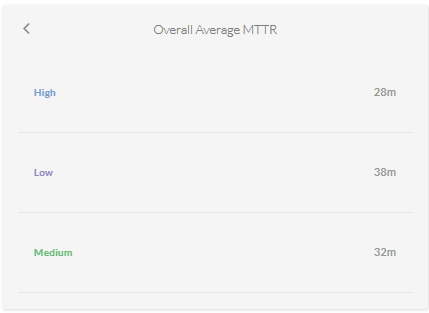 Overall Average MTTR
High 28m
Low 38m
Medium 32m